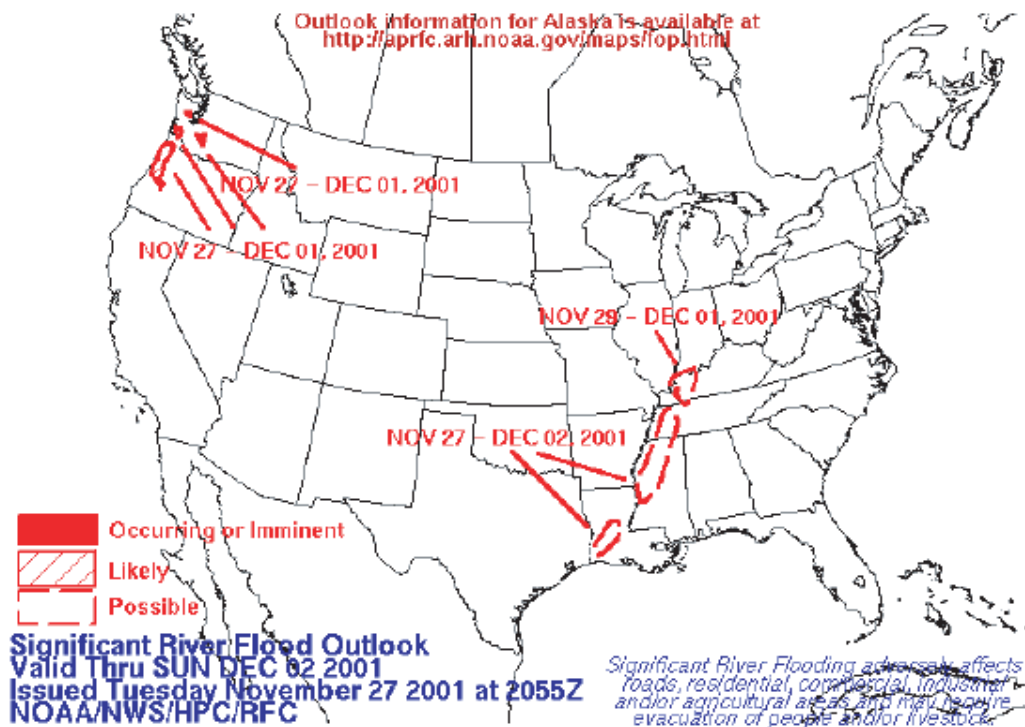 Outlook information for Alaska is available at
http://aprfc.arh.noaa.gov/maps/fop.html
NOV 27 – DEC 01, 2001
NOV 27 – DEC 01, 2001
NOV 29 – DEC 01, 2001
NOV 27 – DEC 02, 2001
Occurring or Imminent
Likely
Possible
Significant River Flood Outlook
Valid Thru SUN DEC 02 2001
Issued Tuesday November 27 2001 at 2055Z
NOAA/NWS/HPC/RFC
Significant River Flooding adversely affects
roads, residential, commercial, industrial
and/or agricultural areas and may require
evacuation of people and/or livestock